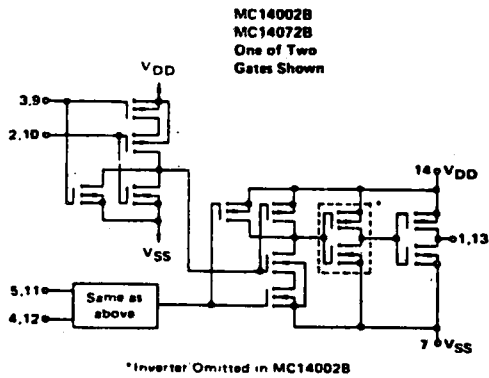 MC14002B
MC14072B
One of Two
Gates Shown
VDD
3,9
2,10
14 VDD
*
1,13
VSS
5,11
Same as
above
4,12
7 VSS
*Inverter Omitted in MC14002B